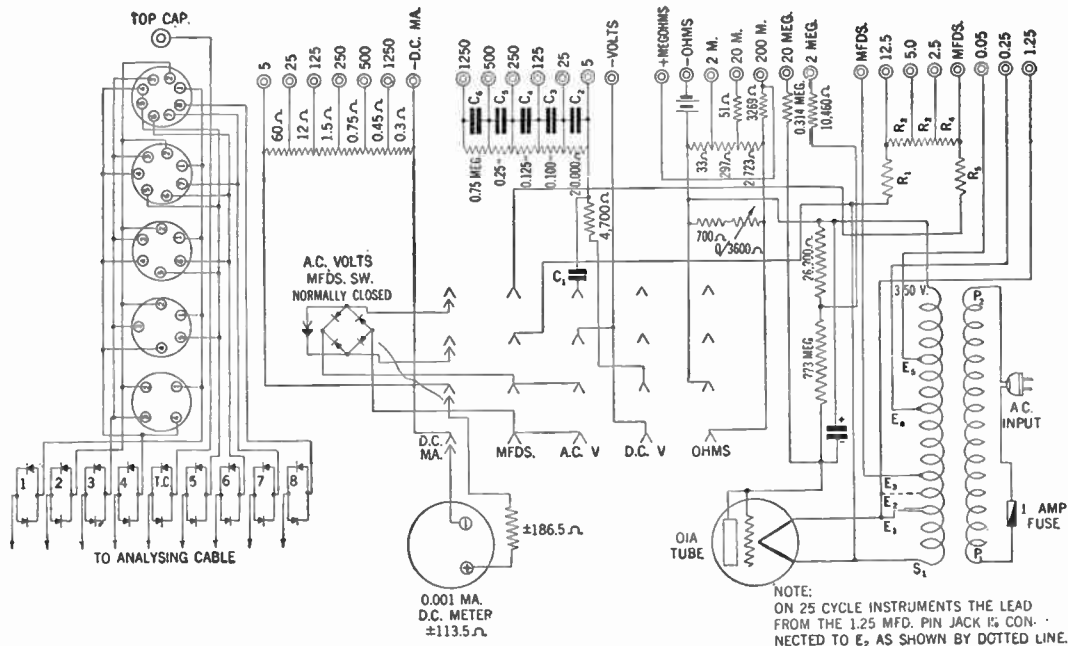 TOP CAP.
5
25
125
250
500
1250
-D.C. MA.
60Ω
12Ω
1.5Ω
0.75Ω
0.45Ω
0.3Ω
1250
500
250
125
25
5
-VOLTS
C6
C5
C4
C3
C2
0.75 MEG.
0.25"
0.125"
0.100"
20,000Ω
4,700Ω
+MEGOHMS
-OHMS
2 M.
20 M.
200 M.
20 MEG.
2 MEG.
51Ω
3269Ω
0.314 MEG.
10,460Ω
33Ω
297Ω
2723Ω
700Ω
0/3600Ω
26,200Ω
.773 MEG
MFDS.
12.5
5.0
2.5
MFDS.
0.05
0.25
1.25
R1
R2
R3
R4
R5
A.C. VOLTS
MFDS. SW.
NORMALLY CLOSED
C1
D.C.
MA.
MFDS.
A.C. V
D.C. V
OHMS
350 V.
E5
E4
E3
E2
E1
S1
P2
P1
A.C.
INPUT
1 AMP
FUSE
1
2
3
4
T.C.
5
6
7
8
TO ANALYSING CABLE
±186.5Ω
0.001 MA.
D.C. METER
±113.5Ω
OIA
TUBE
NOTE:
ON 25 CYCLE INSTRUMENTS THE LEAD
FROM THE 1.25 MFD. PIN JACK IS CON-
NECTED TO E2 AS SHOWN BY DOTTED LINE.